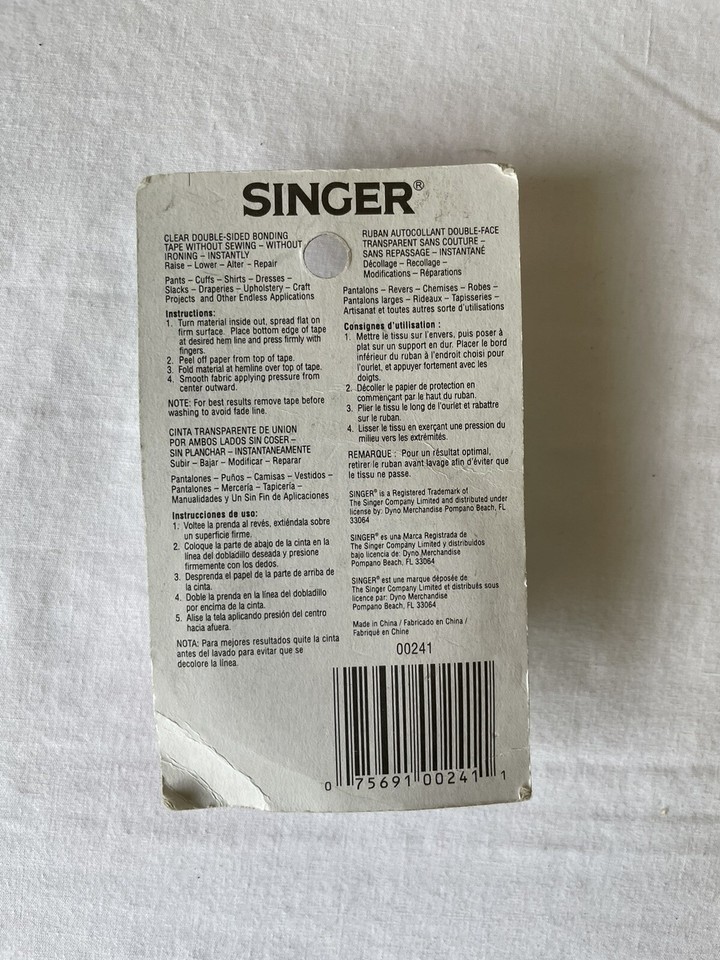 SINGER®
CLEAR DOUBLE-SIDED BONDING
TAPE WITHOUT SEWING – WITHOUT
IRONING – INSTANTLY
Raise – Lower – Alter – Repair
Pants – Cuffs – Shirts – Dresses –
Slacks – Draperies – Upholstery – Craft
Projects and Other Endless Applications
Instructions:
1. Turn material inside out, spread flat on
firm surface. Place bottom edge of tape
at desired hem line and press firmly with
fingers.
2. Peel off paper from top of tape.
3. Fold material at hemline over top of tape.
4. Smooth fabric applying pressure from
center outward.
NOTE: For best results remove tape before
washing to avoid fade line.
CINTA TRANSPARENTE DE UNION
POR AMBOS LADOS SIN COSER –
SIN PLANCHAR – INSTANTEAMENTE
Subir – Bajar – Modificar – Reparar
Pantalones – Puños – Camisas – Vestidos –
Pantalones – Mercería – Tapicería –
Manualidades y Un Sin Fin de Aplicaciones
Instrucciones de uso:
1. Voltee la prenda al revés, extiéndala sobre
un superficie firme.
2. Coloque la parte de abajo de la cinta en la
línea del dobladillo deseada y presione
firmemente con los dedos.
3. Desprenda el papel de la parte de arriba de
la cinta.
4. Doble la prenda en la línea del dobladillo
por encima de la cinta.
5. Alise la tela aplicando presión del centro
hacia afuera.
NOTA: Para mejores resultados quite la cinta
antes del lavado para evitar que se
decolore la línea.
RUBAN AUTOCOLLANT DOUBLE-FACE
TRANSPARENT SANS COUTURE –
SANS REPASSAGE – INSTANTANÉ
Décollage – Recollage –
Modifications – Réparations
Pantalons – Revers – Chemises – Robes –
Pantalons larges – Rideaux – Tapisseries –
Artisanat et toutes autres sorte d'utilisations
Consignes d'utilisation :
1. Mettre le tissu sur l'envers, puis poser à
plat sur un support en dur. Placer le bord
inférieur du ruban à l'endroit choisi pour
l'ourlet, et appuyer fortement avec les
doigts.
2. Décoller le papier de protection en
commençant par le haut du ruban.
3. Plier le tissu le long de l'ourlet et rabattre
sur le ruban.
4. Lisser le tissu en exerçant une pression du
milieu vers les extrémités.
REMARQUE : Pour un résultat optimal,
retirer le ruban avant lavage afin d'éviter que
le tissu ne passe.
SINGER® is a Registered Trademark of
The Singer Company Limited and distributed under
license by: Dyno Merchandise Pompano Beach, FL
33064
SINGER® es una Marca Registrada de
The Singer Company Limited y distribuidos
bajo licencia de: Dyno Merchandise
Pompano Beach, FL 33064
SINGER® est une marque déposée de
The Singer Company Limited et distribués sous
licence par: Dyno Merchandise
Pompano Beach, FL 33064
Made in China / Fabricado en China /
Fabriqué en Chine
00241
0 75691 00241 1